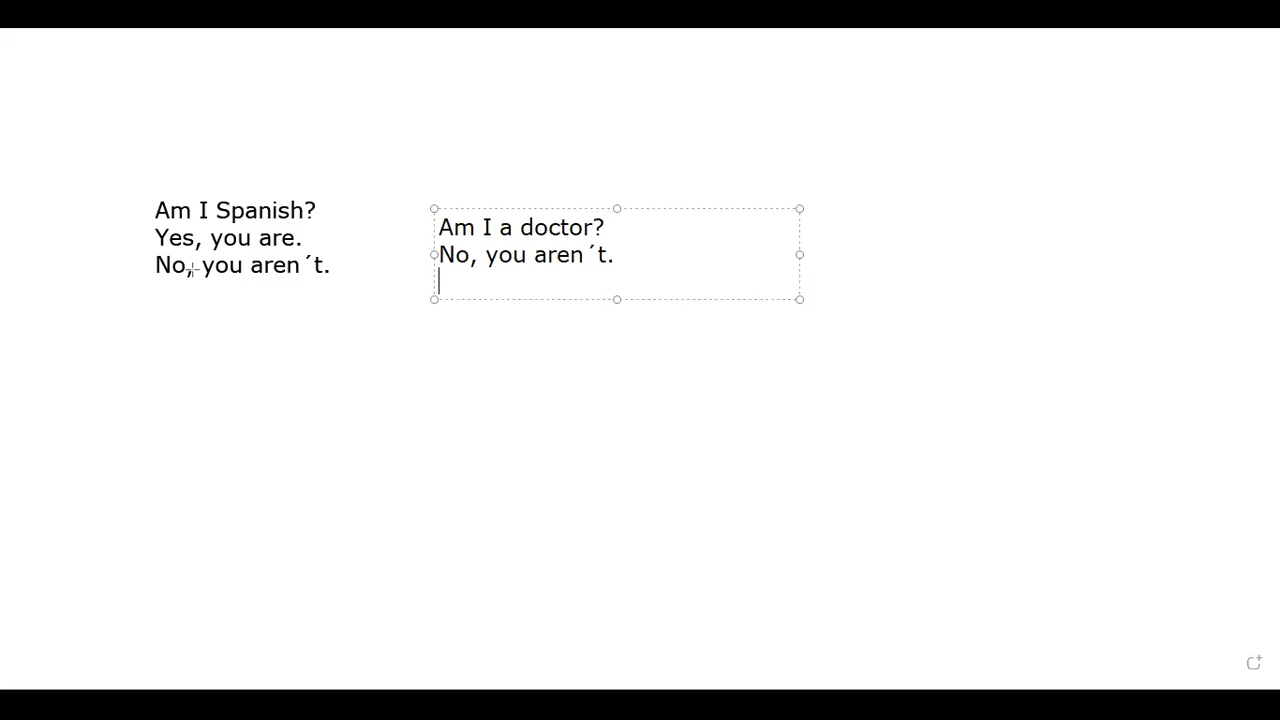 Am I Spanish?
Yes, you are.
No, you aren´t.
Am I a doctor?
No, you aren´t.